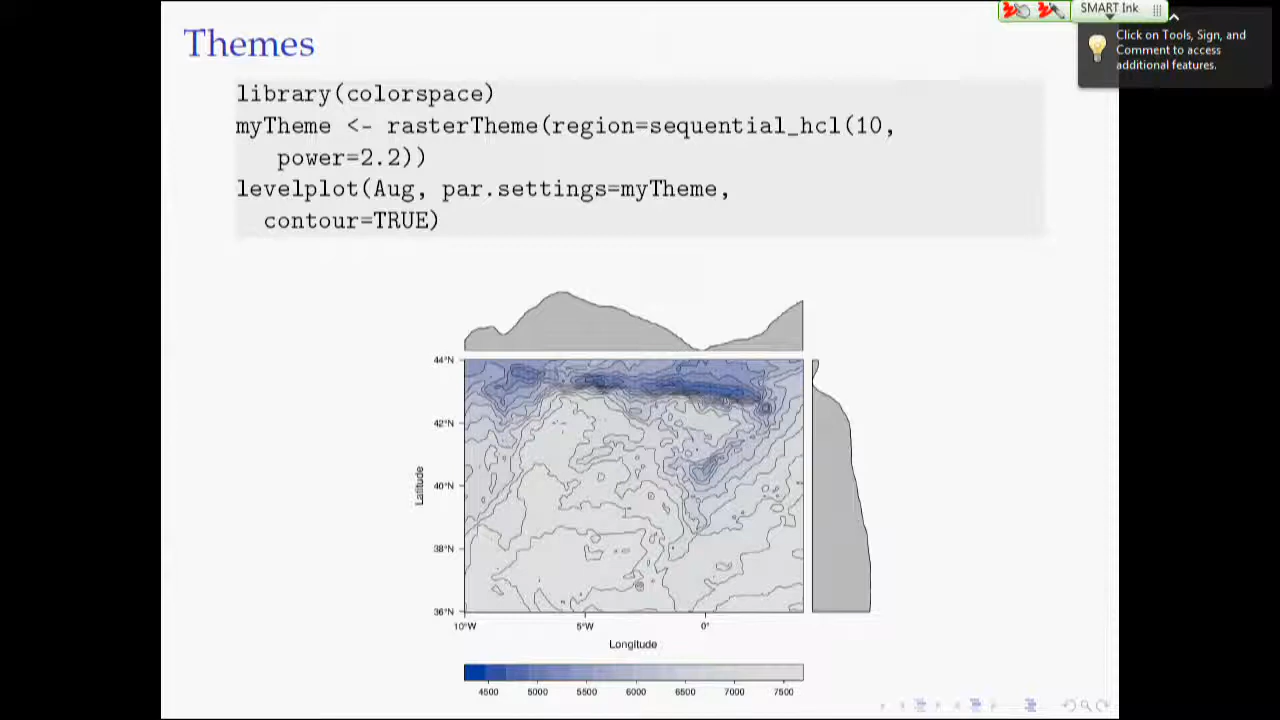 SMART Ink
Click on Tools, Sign, and
Comment to access
additional features.
Themes
library(colorspace)
myTheme <- rasterTheme(region=sequential_hcl(10,
power=2.2))
levelplot(Aug, par.settings=myTheme,
contour=TRUE)
44°N
42°N
40°N
38°N
36°N
Latitude
10°W
5°W
0°
Longitude
4500
5000
5500
6000
6500
7000
7500